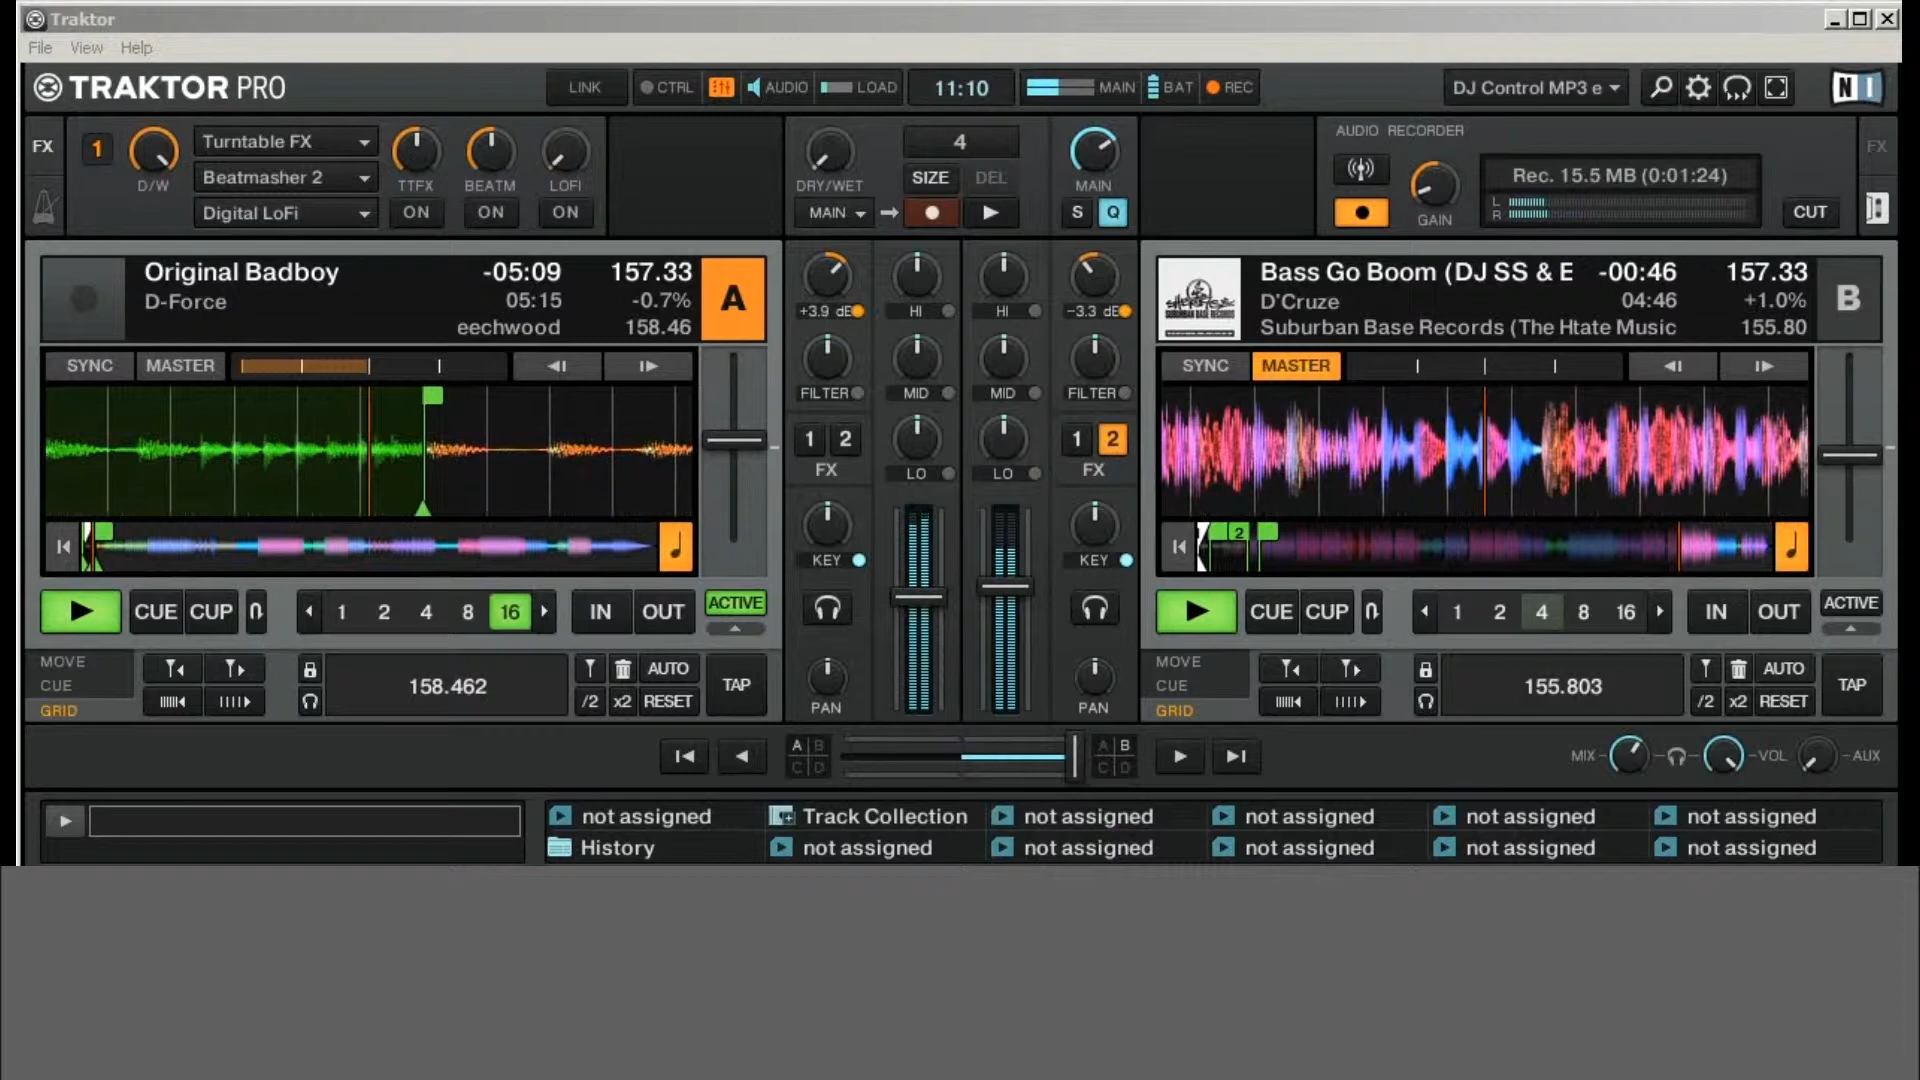 Traktor
File View Help
TRAKTOR PRO LINK CTRL AUDIO LOAD 11:10 MAIN BAT REC DJ Control MP3 e NI
FX 1 D/W Turntable FX TTFX BEATM LOFI
Beatmasher 2
Digital LoFi ON ON ON
DRY/WET 4 MAIN
SIZE DEL
MAIN S Q
AUDIO RECORDER FX
Rec. 15.5 MB (0:01:24)
L
R
GAIN CUT
Original Badboy -05:09 157.33 A
D-Force 05:15 -0.7%
eechwood 158.46
SYNC MASTER
+3.9 dE HI HI -3.3 dE
FILTER MID MID FILTER
1 2 1 2
FX LO LO FX
KEY KEY
PAN PAN
Bass Go Boom (DJ SS & E -00:46 157.33 B
D'Cruze 04:46 +1.0%
Suburban Base Records (The Htate Music 155.80
SUBURBAN BASE RECORDS
SYNC MASTER
2
CUE CUP 1 2 4 8 16 IN OUT ACTIVE
CUE CUP 1 2 4 8 16 IN OUT ACTIVE
MOVE
CUE
GRID
158.462 AUTO TAP
/2 x2 RESET
MOVE
CUE
GRID
155.803 AUTO TAP
/2 x2 RESET
A B
C D
A B
C D
MIX VOL AUX
not assigned Track Collection not assigned not assigned not assigned not assigned
History not assigned not assigned not assigned not assigned not assigned